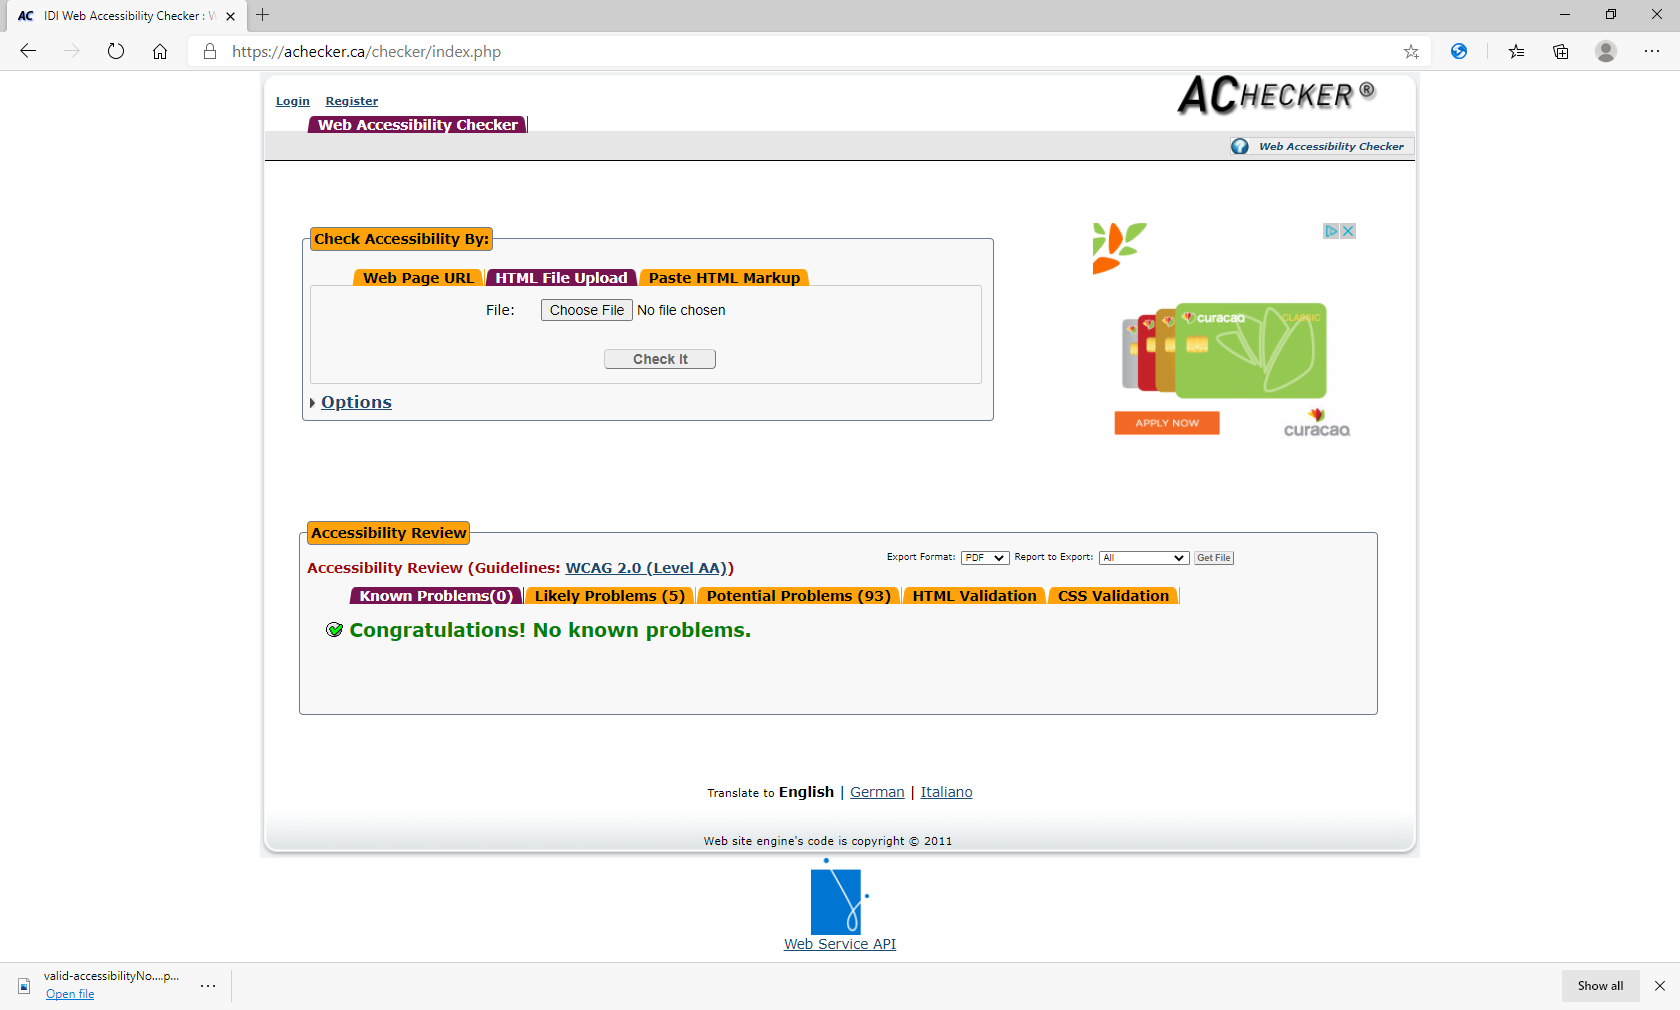 IDI Web Accessibility Checker :
https://achecker.ca/checker/index.php
Login Register
ACHECKER ®
Web Accessibility Checker
Web Accessibility Checker
Check Accessibility By:
Web Page URL HTML File Upload Paste HTML Markup
File: Choose File No file chosen
Check It
Options
curacao CLASSIC
APPLY NOW
curacao
Accessibility Review
Export Format: PDF Report to Export: All Get File
Accessibility Review (Guidelines: WCAG 2.0 (Level AA))
Known Problems(0) Likely Problems (5) Potential Problems (93) HTML Validation CSS Validation
Congratulations! No known problems.
Translate to English | German | Italiano
Web site engine's code is copyright © 2011
Web Service API
valid-accessibilityNo....p...
Open file
Show all